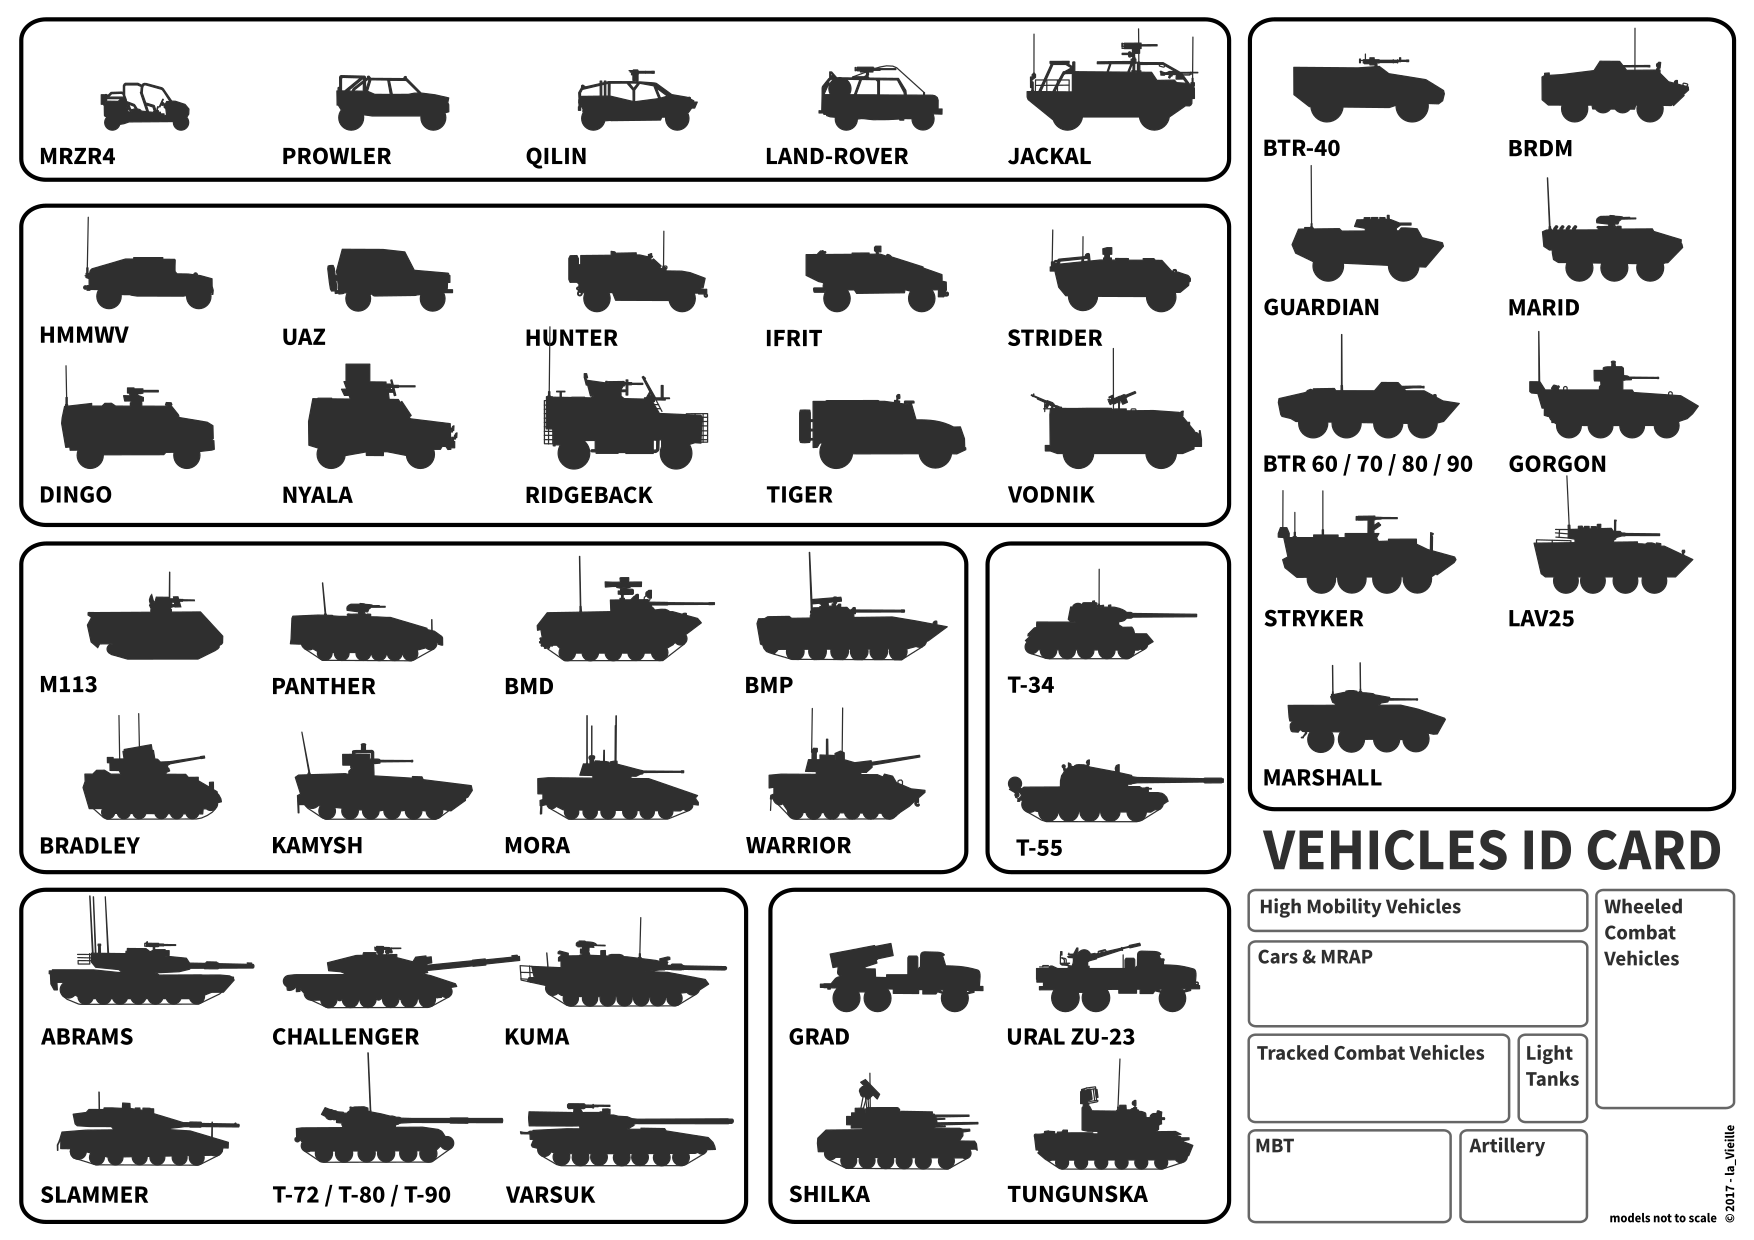 MRZR4
PROWLER
QILIN
LAND-ROVER
JACKAL
HMMWV
UAZ
HUNTER
IFRIT
STRIDER
DINGO
NYALA
RIDGEBACK
TIGER
VODNIK
M113
PANTHER
BMD
BMP
BRADLEY
KAMYSH
MORA
WARRIOR
T-34
T-55
ABRAMS
CHALLENGER
KUMA
SLAMMER
T-72 / T-80 / T-90
VARSUK
GRAD
URAL ZU-23
SHILKA
TUNGUNSKA
BTR-40
BRDM
GUARDIAN
MARID
BTR 60 / 70 / 80 / 90
GORGON
STRYKER
LAV25
MARSHALL
VEHICLES ID CARD
High Mobility Vehicles
Cars & MRAP
Tracked Combat Vehicles
Light
Tanks
MBT
Artillery
Wheeled
Combat
Vehicles
models not to scale
© 2017 - la_Vieille